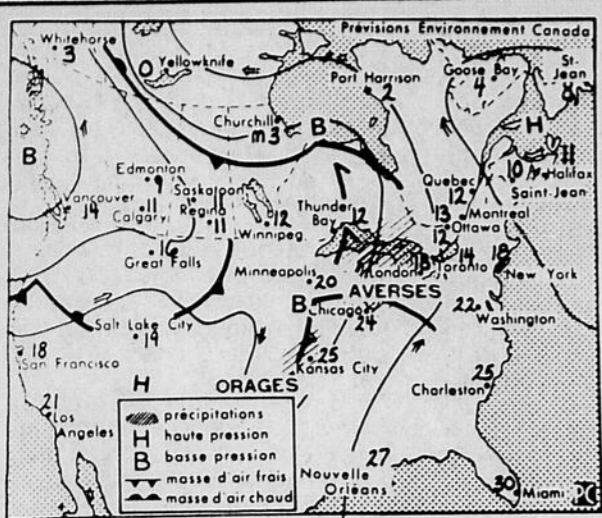 Prévisions Environnement Canada
Whitehorse
3
0
Yellowknife
Port Harrison
2
Goose Bay
4
St-
Jean
Churchill
m3
B
H
B
Edmonton
9
Saskatoon
11
Vancouver
14
Calgary
11
Regina
11
Winnipeg
12
Thunder
Bay
12
Quebec
12
10
Halifax
Saint-Jean
11
13
Montreal
Ottawa
12
16
Great Falls
London
18
Toronto
14
18
New York
Minneapolis
20
AVERSES
B
Chicago
24
22
Washington
Salt Lake City
19
18
San Francisco
25
Kansas City
H
ORAGES
25
Charleston
21
Los
Angeles
précipitations
H haute pression
B basse pression
masse d'air frais
masse d'air chaud
27
Nouvelle
Orléans
30
Miami
PC